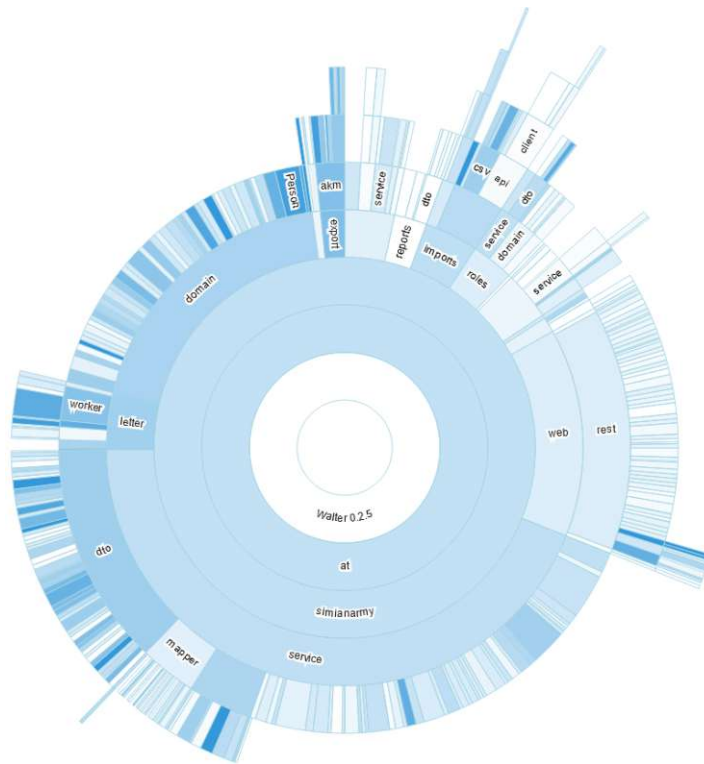 client
csv
api
akm
Person
service
dto
dto
export
reports
imports
service
domain
roles
service
domain
worker
letter
web
rest
Walter 0.2.5
at
dto
simianarmy
mapper
service